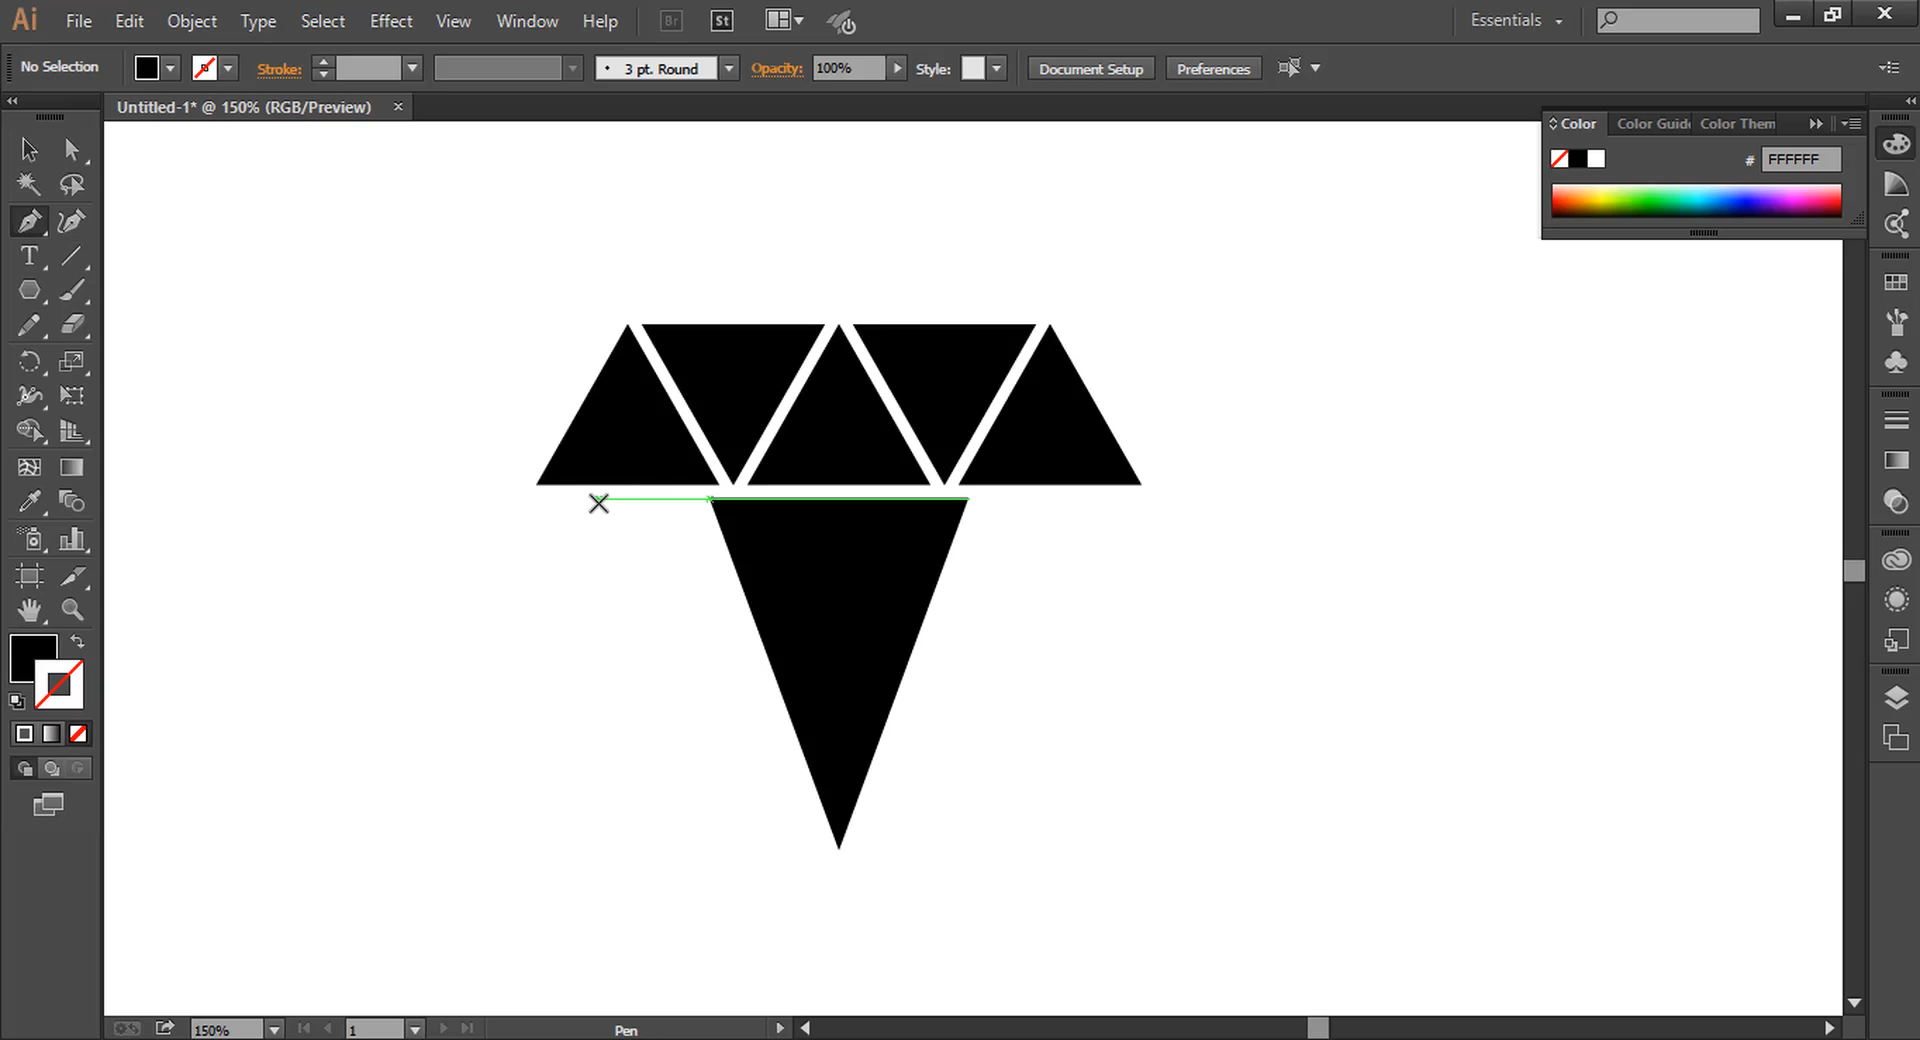 Ai File Edit Object Type Select Effect View Window Help Br St Essentials
No Selection Stroke: 3 pt. Round Opacity: 100% Style: Document Setup Preferences
Untitled-1* @ 150% (RGB/Preview)
Color Color Guid Color Them
# FFFFFF
150% 1 Pen